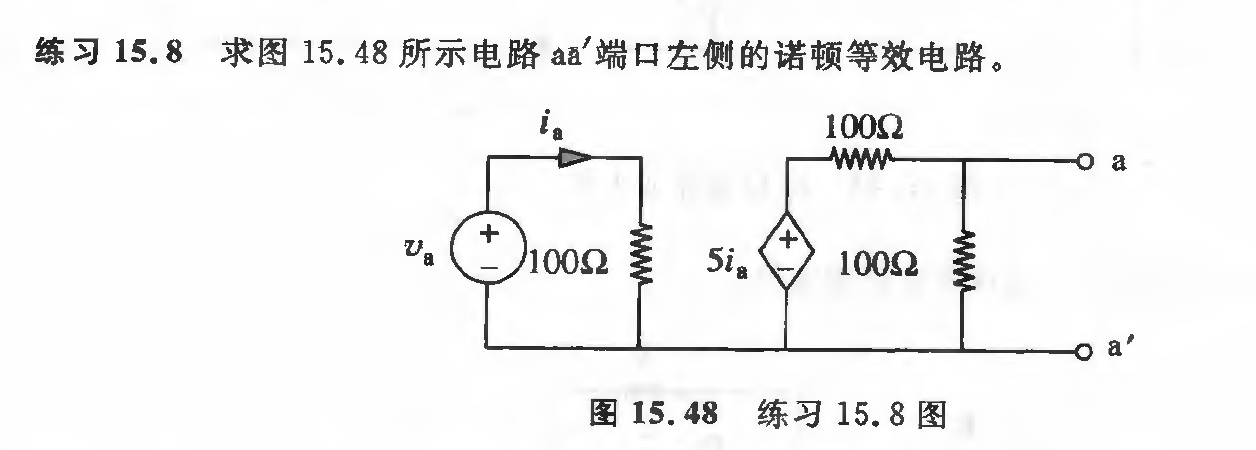 练习 15.8 求图 15.48 所示电路 aa′端口左侧的诺顿等效电路。
i_a
100Ω
a
v_a
+
−
100Ω
5i_a
+
−
100Ω
a′
图 15.48 练习 15.8 图